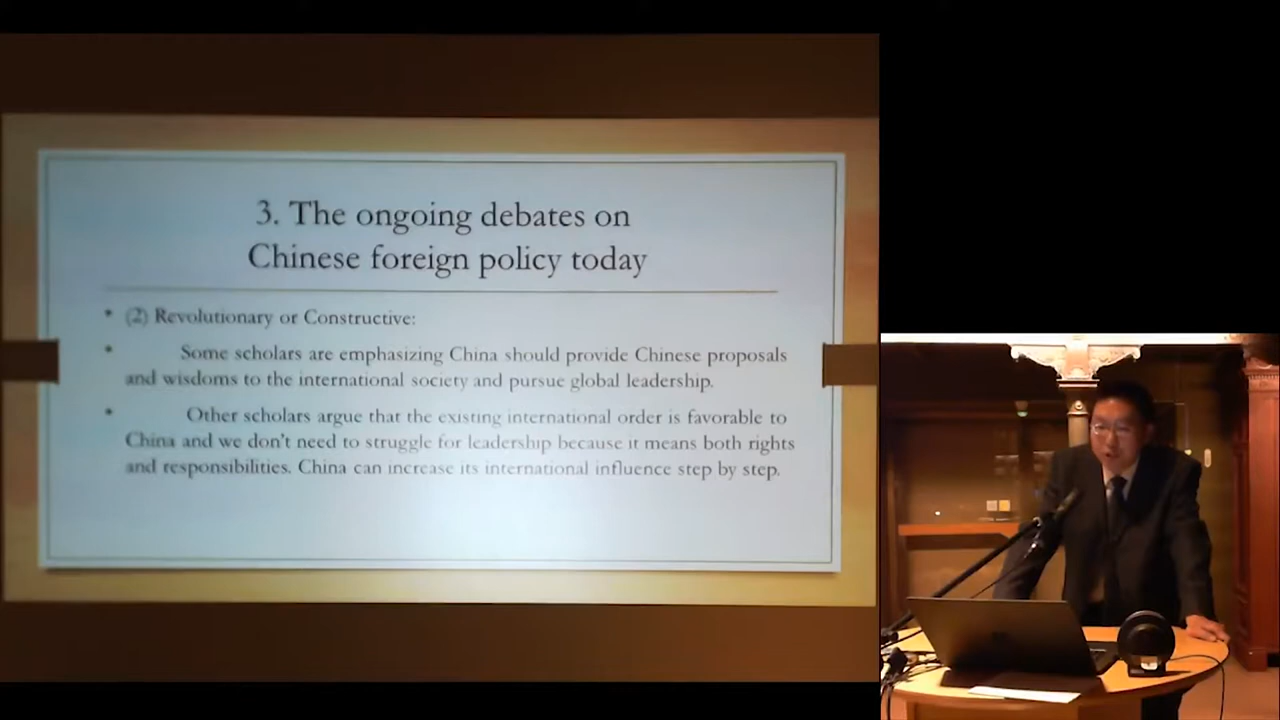 3. The ongoing debates on
Chinese foreign policy today
• (2) Revolutionary or Constructive:
• Some scholars are emphasizing China should provide Chinese proposals
and wisdoms to the international society and pursue global leadership.
• Other scholars argue that the existing international order is favorable to
China and we don't need to struggle for leadership because it means both rights
and responsibilities. China can increase its international influence step by step.